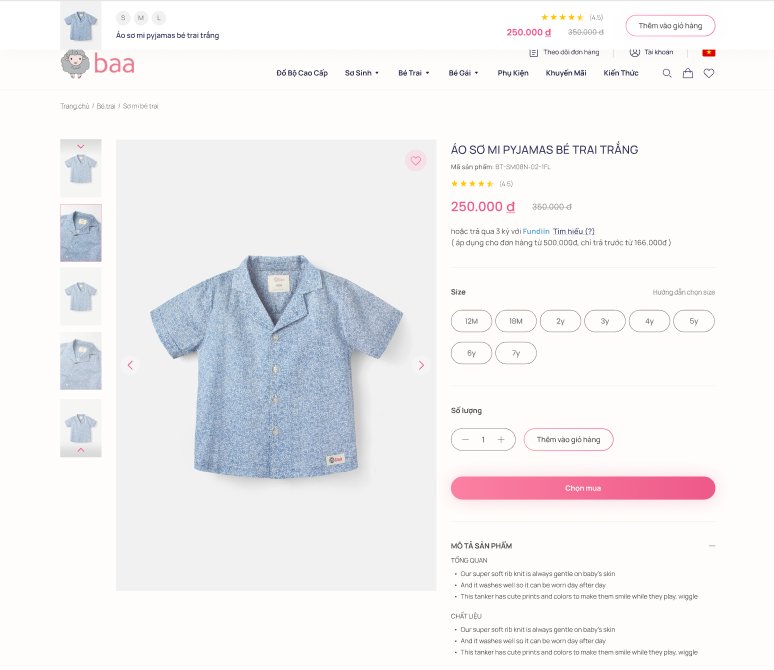 S M L
Áo sơ mi pyjamas bé trai trắng
(4.5)
250.000 đ 350.000 đ
Thêm vào giỏ hàng
Theo dõi đơn hàng Tài khoản
baa
Đồ Bộ Cao Cấp Sơ Sinh Bé Trai Bé Gái Phụ Kiện Khuyến Mãi Kiến Thức
Trang chủ / Bé trai / Sơ mi bé trai
ÁO SƠ MI PYJAMAS BÉ TRAI TRẮNG
Mã sản phẩm: BT-SM08N-02-1FL
(4.5)
250.000 đ 350.000 đ
hoặc trả qua 3 kỳ với Fundiin Tìm hiểu (?)
( áp dụng cho đơn hàng từ 500.000đ, chỉ trả trước từ 166.000đ )
Size Hướng dẫn chọn size
12M 18M 2y 3y 4y 5y
6y 7y
Số lượng
1 Thêm vào giỏ hàng
Chọn mua
MÔ TẢ SẢN PHẨM
TỔNG QUAN
• Our super soft rib knit is always gentle on baby's skin
• And it washes well so it can be worn day after day
• This tanker has cute prints and colors to make them smile while they play, wiggle
CHẤT LIỆU
• Our super soft rib knit is always gentle on baby's skin
• And it washes well so it can be worn day after day
• This tanker has cute prints and colors to make them smile while they play, wiggle
baa